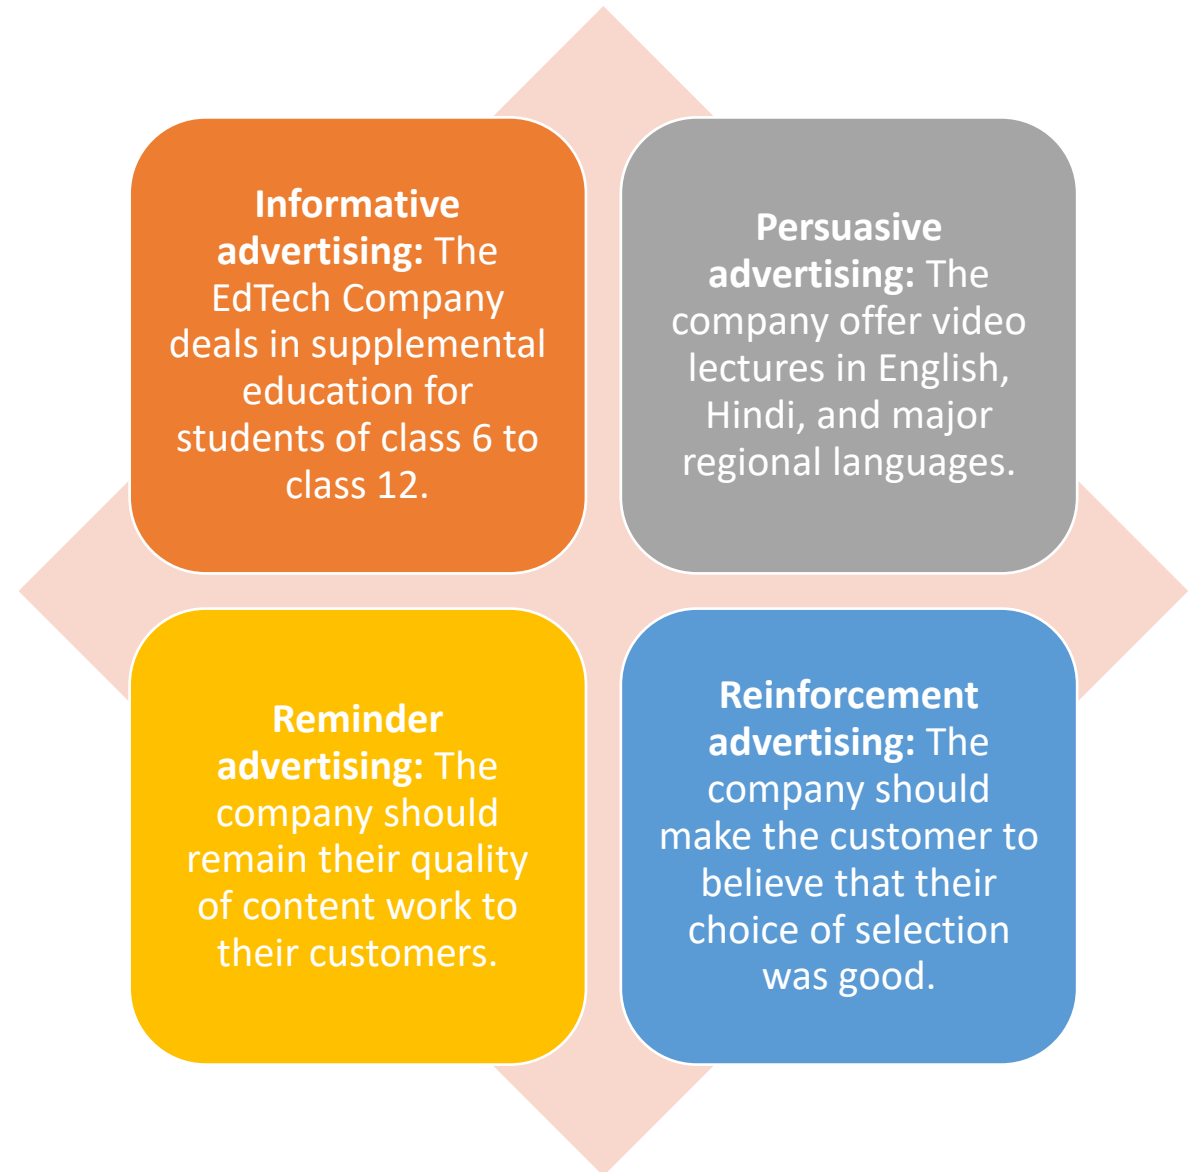 Informative
advertising: The
EdTech Company
deals in supplemental
education for
students of class 6 to
class 12.
Persuasive
advertising: The
company offer video
lectures in English,
Hindi, and major
regional languages.
Reminder
advertising: The
company should
remain their quality
of content work to
their customers.
Reinforcement
advertising: The
company should
make the customer to
believe that their
choice of selection
was good.